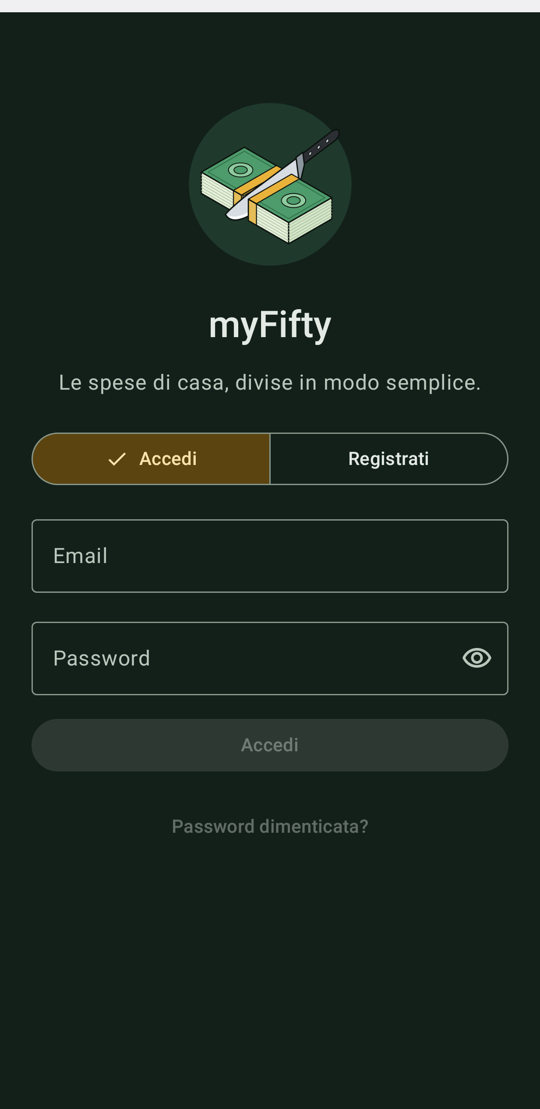 myFifty
Le spese di casa, divise in modo semplice.
Accedi
Registrati
Email
Password
Accedi
Password dimenticata?